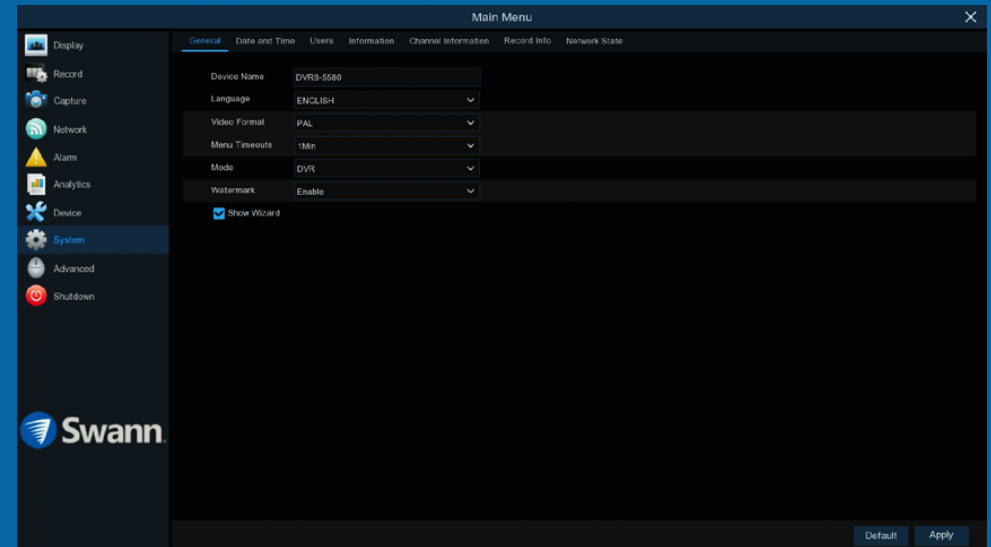 Main Menu
Display
Record
Capture
Network
Alarm
Analytics
Device
System
Advanced
Shutdown
Swann.
General Date and Time Users Information Channel Information Record Info Network State
Device Name DVR8-5580
Language ENGLISH
Video Format PAL
Menu Timeouts 1Min
Mode DVR
Watermark Enable
Show Wizard
Default Apply